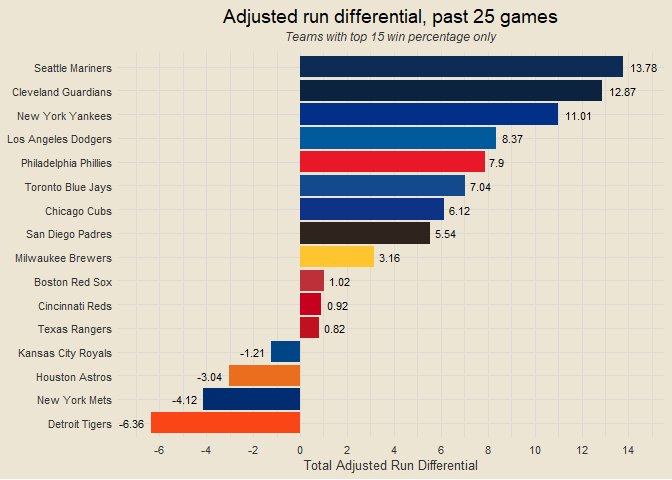 Adjusted run differential, past 25 games
Teams with top 15 win percentage only
Seattle Mariners 13.78
Cleveland Guardians 12.87
New York Yankees 11.01
Los Angeles Dodgers 8.37
Philadelphia Phillies 7.9
Toronto Blue Jays 7.04
Chicago Cubs 6.12
San Diego Padres 5.54
Milwaukee Brewers 3.16
Boston Red Sox 1.02
Cincinnati Reds 0.92
Texas Rangers 0.82
Kansas City Royals -1.21
Houston Astros -3.04
New York Mets -4.12
Detroit Tigers -6.36
-6 -4 -2 0 2 4 6 8 10 12 14
Total Adjusted Run Differential